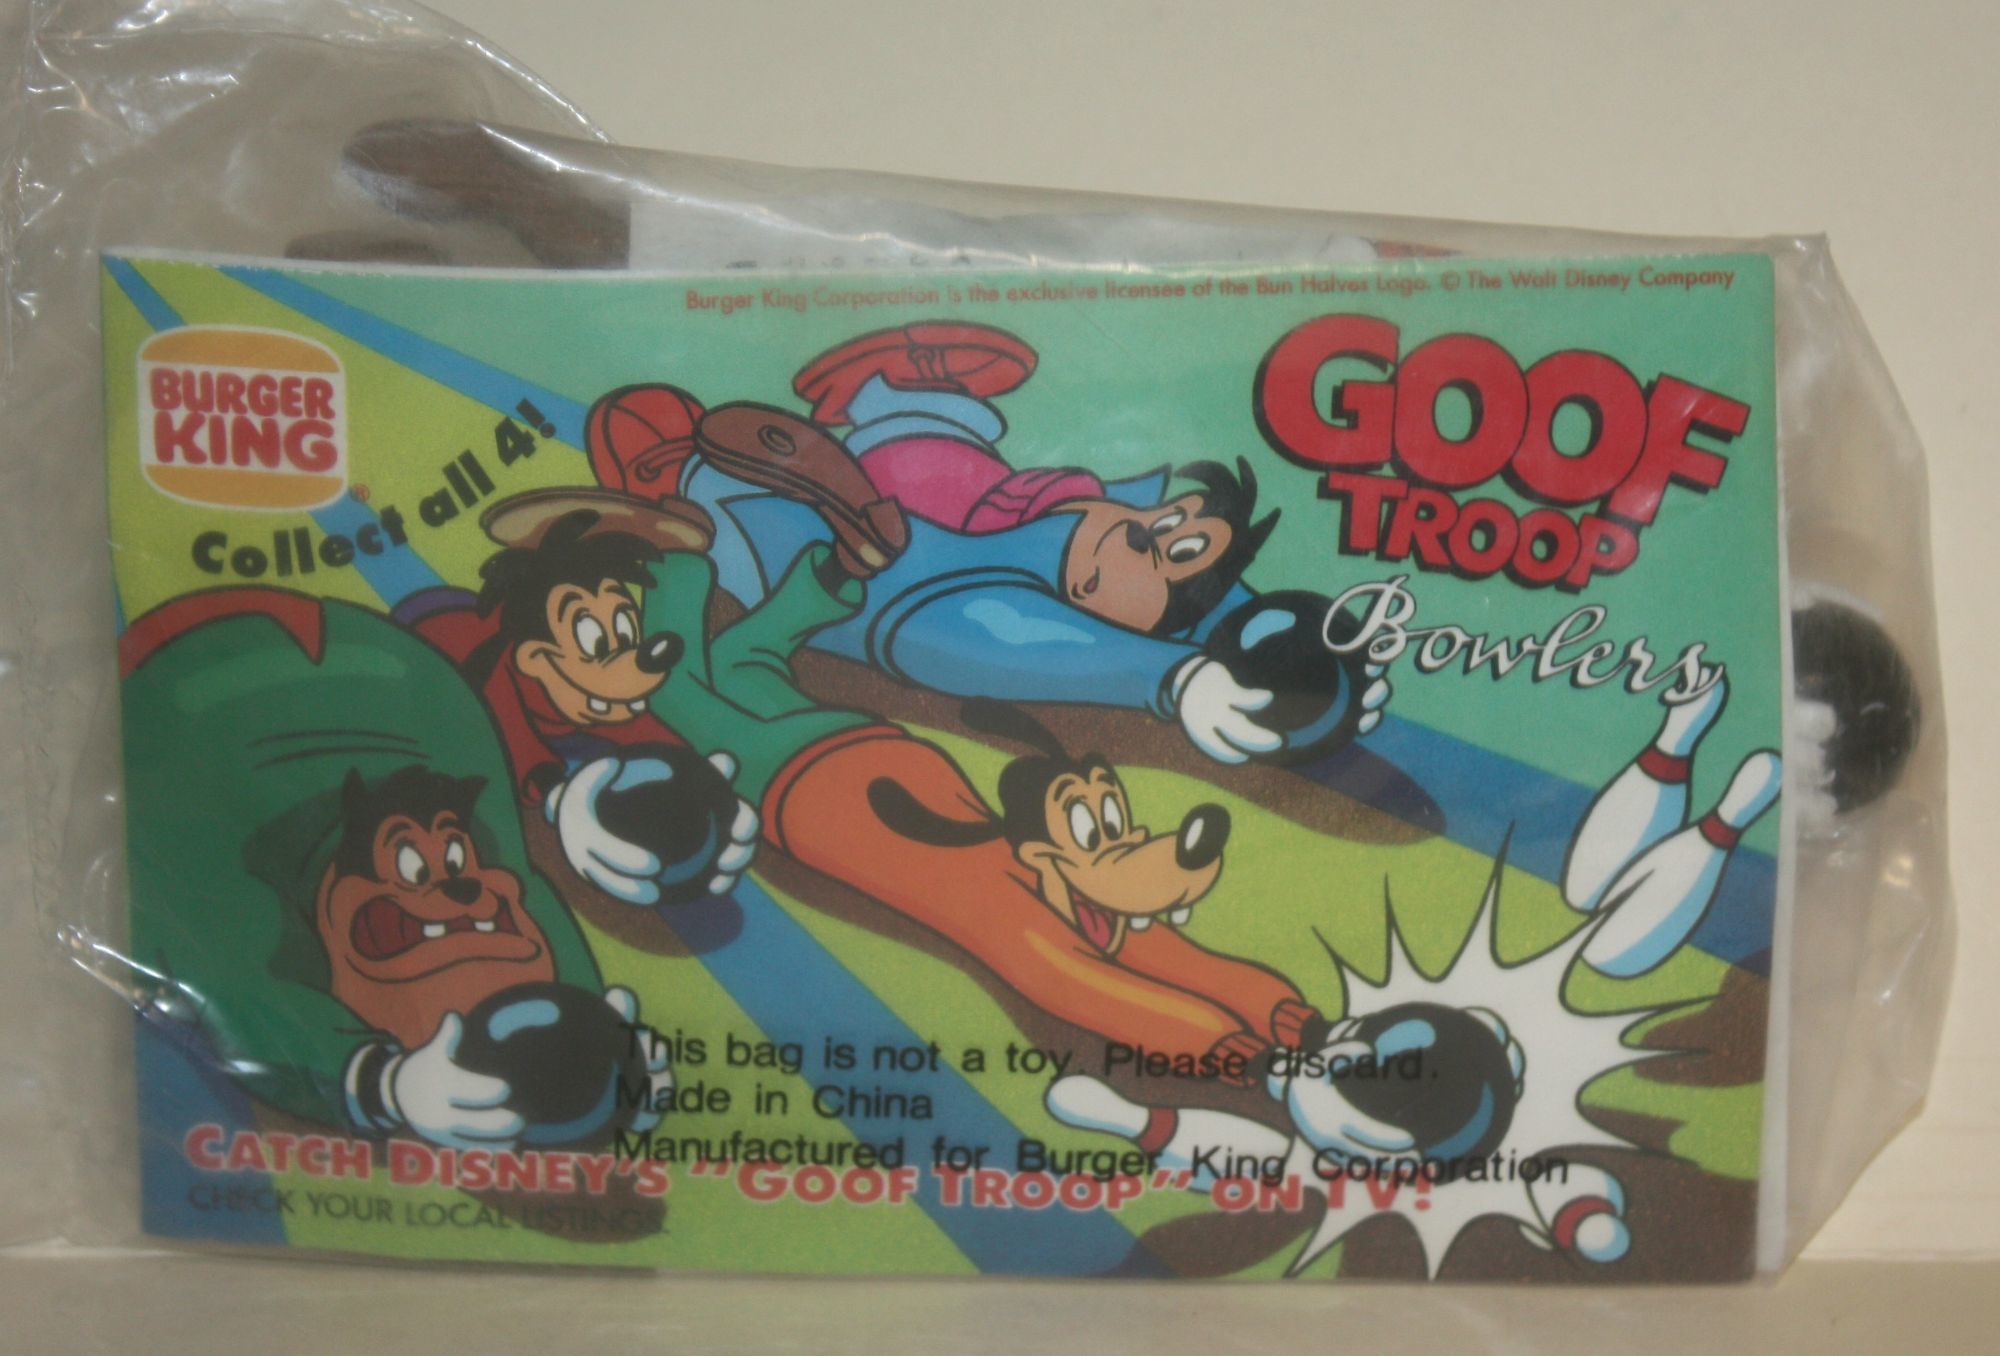 Burger King Corporation is the exclusive licensee of the Bun Halves Logo. © The Walt Disney Company
BURGER
KING
®
Collect all 4!
GOOF
TROOP
Bowlers
This bag is not a toy. Please discard.
Made in China
Manufactured for Burger King Corporation
CATCH DISNEY'S "GOOF TROOP" ON TV!
CHECK YOUR LOCAL LISTINGS.